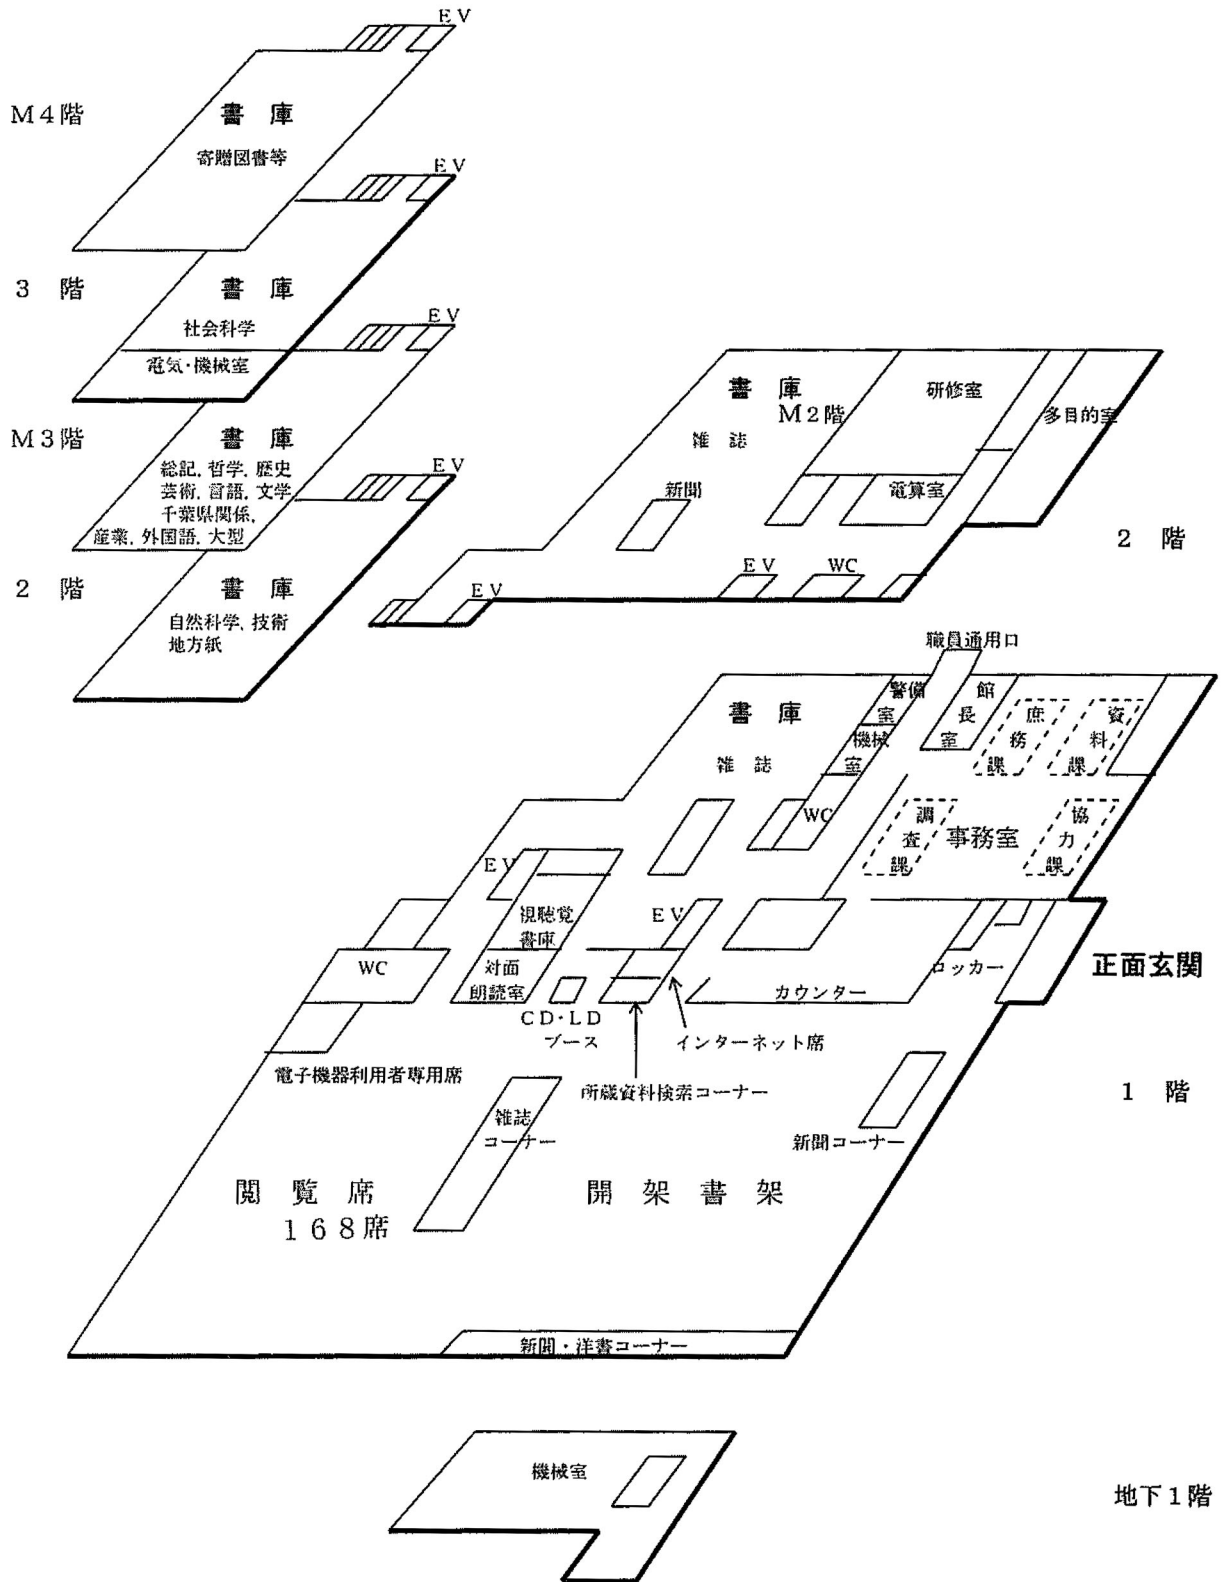 EV
M4階
書 庫
寄贈図書等
EV
3 階
書 庫
社会科学
電気・機械室
EV
M3階
書 庫
総記, 哲学, 歴史
芸術, 言語, 文学
千葉県関係,
産業, 外国語, 大型
EV
2 階
書 庫
自然科学, 技術
地方紙
書 庫
M2階
雑 誌
新聞
研修室
多目的室
電算室
EV
WC
EV
2 階
職員通用口
書 庫
雑 誌
警備室
機械室
館長室
庶務課
資料課
WC
調査課
事務室
協力課
EV
視聴覚
書庫
EV
WC
対面
朗読室
ロッカー
正面玄関
カウンター
CD・LD
ブース
インターネット席
電子機器利用者専用席
所蔵資料検索コーナー
1 階
雑誌
コーナー
新聞コーナー
閲 覧 席
168席
開 架 書 架
新聞・洋書コーナー
機械室
地下1階